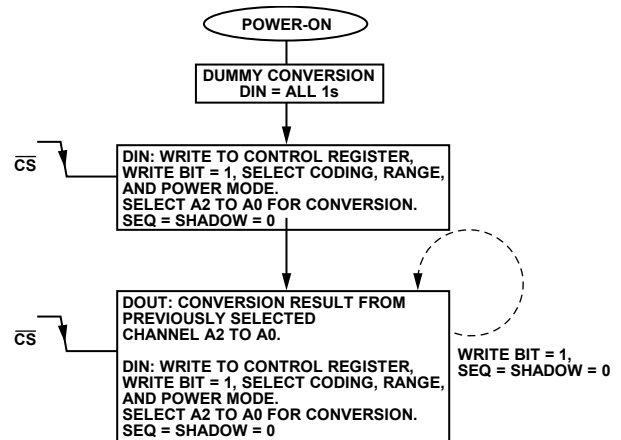 POWER-ON
DUMMY CONVERSION
DIN = ALL 1s
CS
DIN: WRITE TO CONTROL REGISTER,
WRITE BIT = 1, SELECT CODING, RANGE,
AND POWER MODE.
SELECT A2 TO A0 FOR CONVERSION.
SEQ = SHADOW = 0
CS
DOUT: CONVERSION RESULT FROM
PREVIOUSLY SELECTED
CHANNEL A2 TO A0.
DIN: WRITE TO CONTROL REGISTER,
WRITE BIT = 1, SELECT CODING, RANGE,
AND POWER MODE.
SELECT A2 TO A0 FOR CONVERSION.
SEQ = SHADOW = 0
WRITE BIT = 1,
SEQ = SHADOW = 0